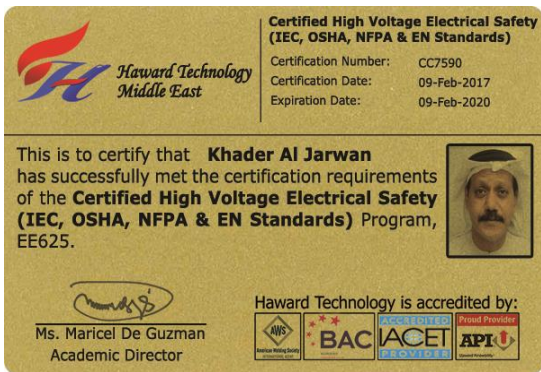 Haward Technology
Middle East
Certified High Voltage Electrical Safety
(IEC, OSHA, NFPA & EN Standards)
Certification Number: CC7590
Certification Date: 09-Feb-2017
Expiration Date: 09-Feb-2020
This is to certify that Khader Al Jarwan
has successfully met the certification requirements
of the Certified High Voltage Electrical Safety
(IEC, OSHA, NFPA & EN Standards) Program,
EE625.
Ms. Maricel De Guzman
Academic Director
Haward Technology is accredited by:
AWS
American Welding Society
BAC
ACCREDITED
IACET
PROVIDER
Proud Provider
API